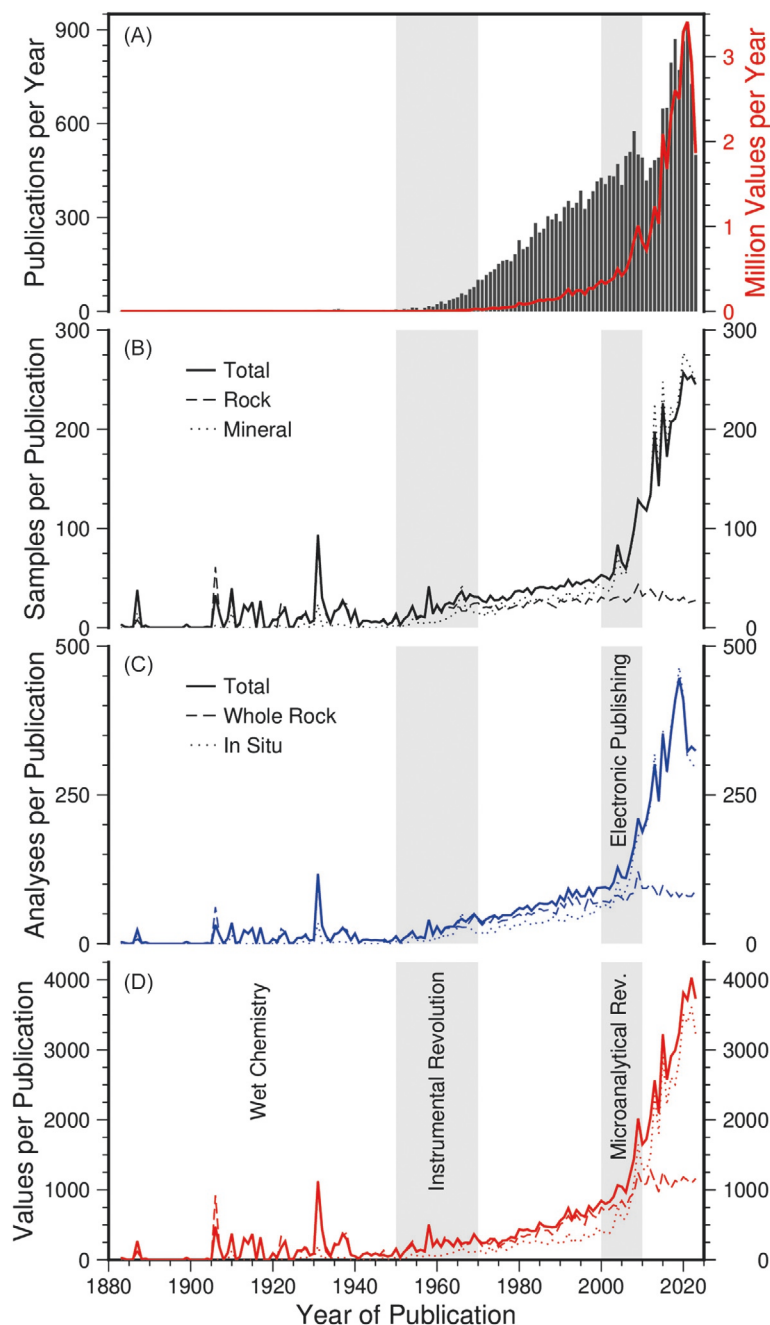 (A)
Publications per Year
900
600
300
0
Million Values per Year
3
2
1
0
(B)
Samples per Publication
300
200
100
0
Total
Rock
Mineral
300
200
100
0
(C)
Analyses per Publication
500
250
0
Total
Whole Rock
In Situ
Electronic Publishing
500
250
0
(D)
Values per Publication
4000
3000
2000
1000
0
Wet Chemistry
Instrumental Revolution
Microanalytical Rev.
4000
3000
2000
1000
0
1880 1900 1920 1940 1960 1980 2000 2020
Year of Publication